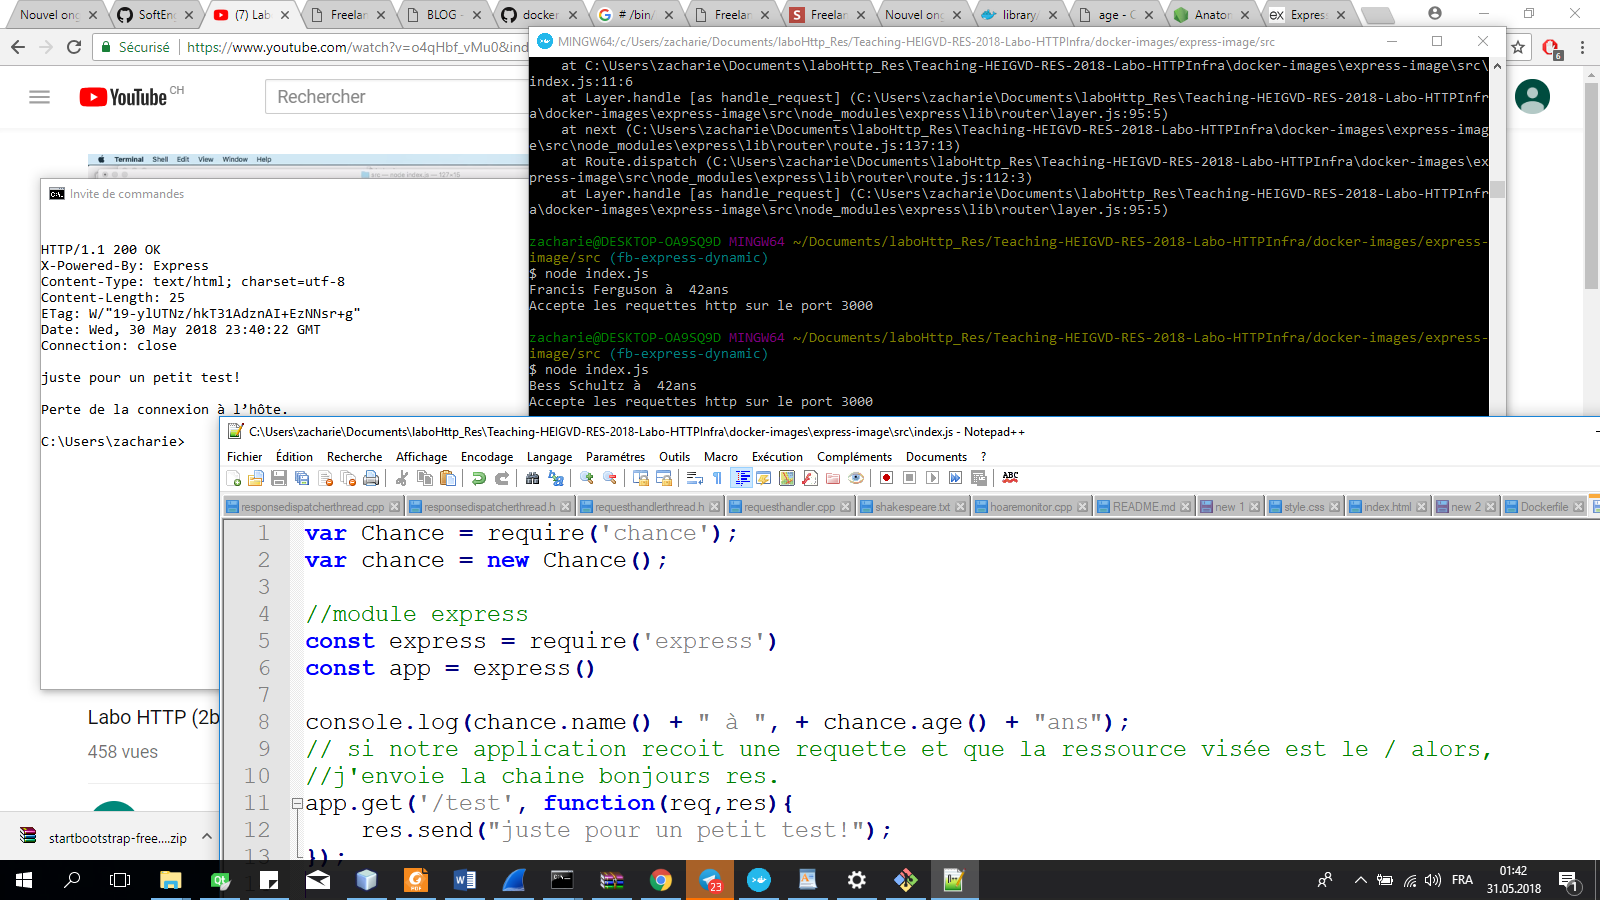 Nouvel ong
SoftEn
(7) Lab
Freelan
BLOG -
docker
# /bin/
Freelan
Freelan
Nouvel ong
library/
age - C
Anator
Expres
Sécurisé
https://www.youtube.com/watch?v=o4qHbf_vMu0&ind
6
YouTube CH
Rechercher
Terminal Shell Edit View Window Help
src — node index.js — 127×15
MINGW64:/c/Users/zacharie/Documents/laboHttp_Res/Teaching-HEIGVD-RES-2018-Labo-HTTPInfra/docker-images/express-image/src
at C:\Users\zacharie\Documents\laboHttp_Res\Teaching-HEIGVD-RES-2018-Labo-HTTPInfra\docker-images\express-image\src\
index.js:11:6
at Layer.handle [as handle_request] (C:\Users\zacharie\Documents\laboHttp_Res\Teaching-HEIGVD-RES-2018-Labo-HTTPInfr
a\docker-images\express-image\src\node_modules\express\lib\router\layer.js:95:5)
at next (C:\Users\zacharie\Documents\laboHttp_Res\Teaching-HEIGVD-RES-2018-Labo-HTTPInfra\docker-images\express-imag
e\src\node_modules\express\lib\router\route.js:137:13)
at Route.dispatch (C:\Users\zacharie\Documents\laboHttp_Res\Teaching-HEIGVD-RES-2018-Labo-HTTPInfra\docker-images\ex
press-image\src\node_modules\express\lib\router\route.js:112:3)
at Layer.handle [as handle_request] (C:\Users\zacharie\Documents\laboHttp_Res\Teaching-HEIGVD-RES-2018-Labo-HTTPInfr
a\docker-images\express-image\src\node_modules\express\lib\router\layer.js:95:5)
zacharie@DESKTOP-OA9SQ9D MINGW64 ~/Documents/laboHttp_Res/Teaching-HEIGVD-RES-2018-Labo-HTTPInfra/docker-images/express-
image/src (fb-express-dynamic)
$ node index.js
Francis Ferguson à  42ans
Accepte les requettes http sur le port 3000
zacharie@DESKTOP-OA9SQ9D MINGW64 ~/Documents/laboHttp_Res/Teaching-HEIGVD-RES-2018-Labo-HTTPInfra/docker-images/express-
image/src (fb-express-dynamic)
$ node index.js
Bess Schultz à  42ans
Accepte les requettes http sur le port 3000
Invite de commandes
HTTP/1.1 200 OK
X-Powered-By: Express
Content-Type: text/html; charset=utf-8
Content-Length: 25
ETag: W/"19-ylUTNz/hkT31AdznAI+EzNNsr+g"
Date: Wed, 30 May 2018 23:40:22 GMT
Connection: close
juste pour un petit test!
Perte de la connexion à l'hôte.
C:\Users\zacharie>
Labo HTTP (2b
458 vues
startbootstrap-free....zip
C:\Users\zacharie\Documents\laboHttp_Res\Teaching-HEIGVD-RES-2018-Labo-HTTPInfra\docker-images\express-image\src\index.js - Notepad++
Fichier Édition Recherche Affichage Encodage Langage Paramètres Outils Macro Exécution Compléments Documents ?
ABC
responsedispatcherthread.cpp responsedispatcherthread.h requesthandlerthread.h requesthandler.cpp shakespeare.txt hoaremonitor.cpp README.md new 1 style.css index.html new 2 Dockerfile
1 var Chance = require('chance');
2 var chance = new Chance();
3
4 //module express
5 const express = require('express')
6 const app = express()
7
8 console.log(chance.name() + " à ", + chance.age() + "ans");
9 // si notre application recoit une requette et que la ressource visée est le / alors,
10 //j'envoie la chaine bonjours res.
11 app.get('/test', function(req,res){
12 res.send("juste pour un petit test!");
13 });
23
FRA
01:42
31.05.2018
1